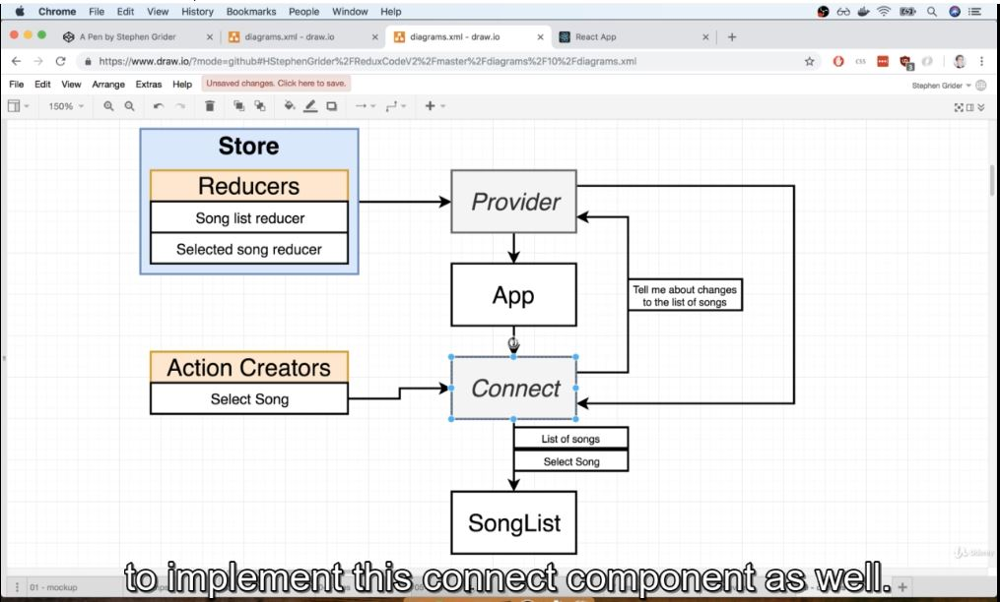 Chrome File Edit View History Bookmarks People Window Help
A Pen by Stephen Grider
diagrams.xml - draw.io
diagrams.xml - draw.io
React App
https://www.draw.io/?mode=github#HStephenGrider%2FReduxCodeV2%2Fmaster%2Fdiagrams%2F10%2Fdiagrams.xml
File Edit View Arrange Extras Help Unsaved changes. Click here to save.
Stephen Grider
150%
Store
Reducers
Song list reducer
Selected song reducer
Provider
App
Tell me about changes
to the list of songs
Action Creators
Select Song
Connect
List of songs
Select Song
SongList
Udemy
to implement this connect component as well.
01 - mockup